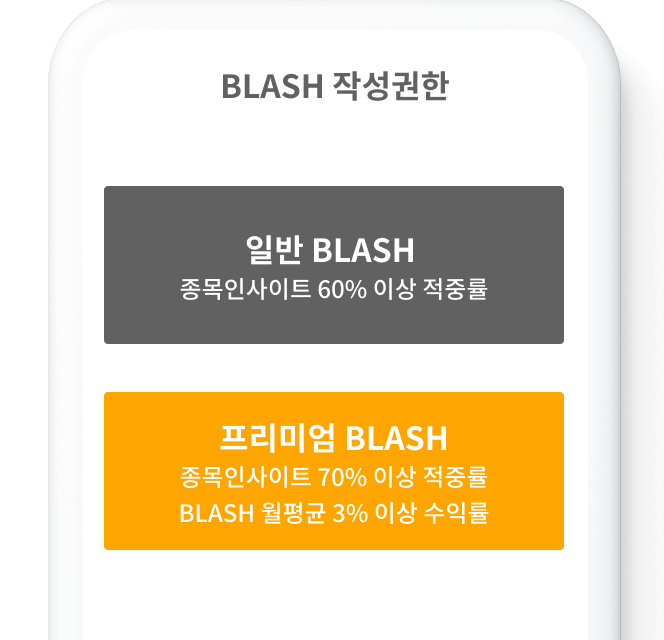 BLASH 작성권한
일반 BLASH
종목인사이트 60% 이상 적중률
프리미엄 BLASH
종목인사이트 70% 이상 적중률
BLASH 월평균 3% 이상 수익률